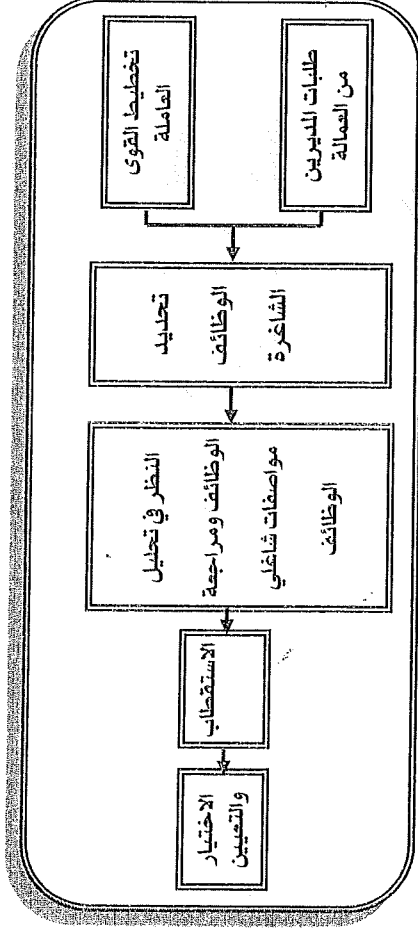 تخطيط القوى
العاملة
طلبات المديرين
من العمالة
تحديد
الوظائف
الشاغرة
النظر في تحليل
الوظائف ومراجعة
مواصفات شاغلي
الوظائف
الاستقطاب
الاختيار
والتعيين